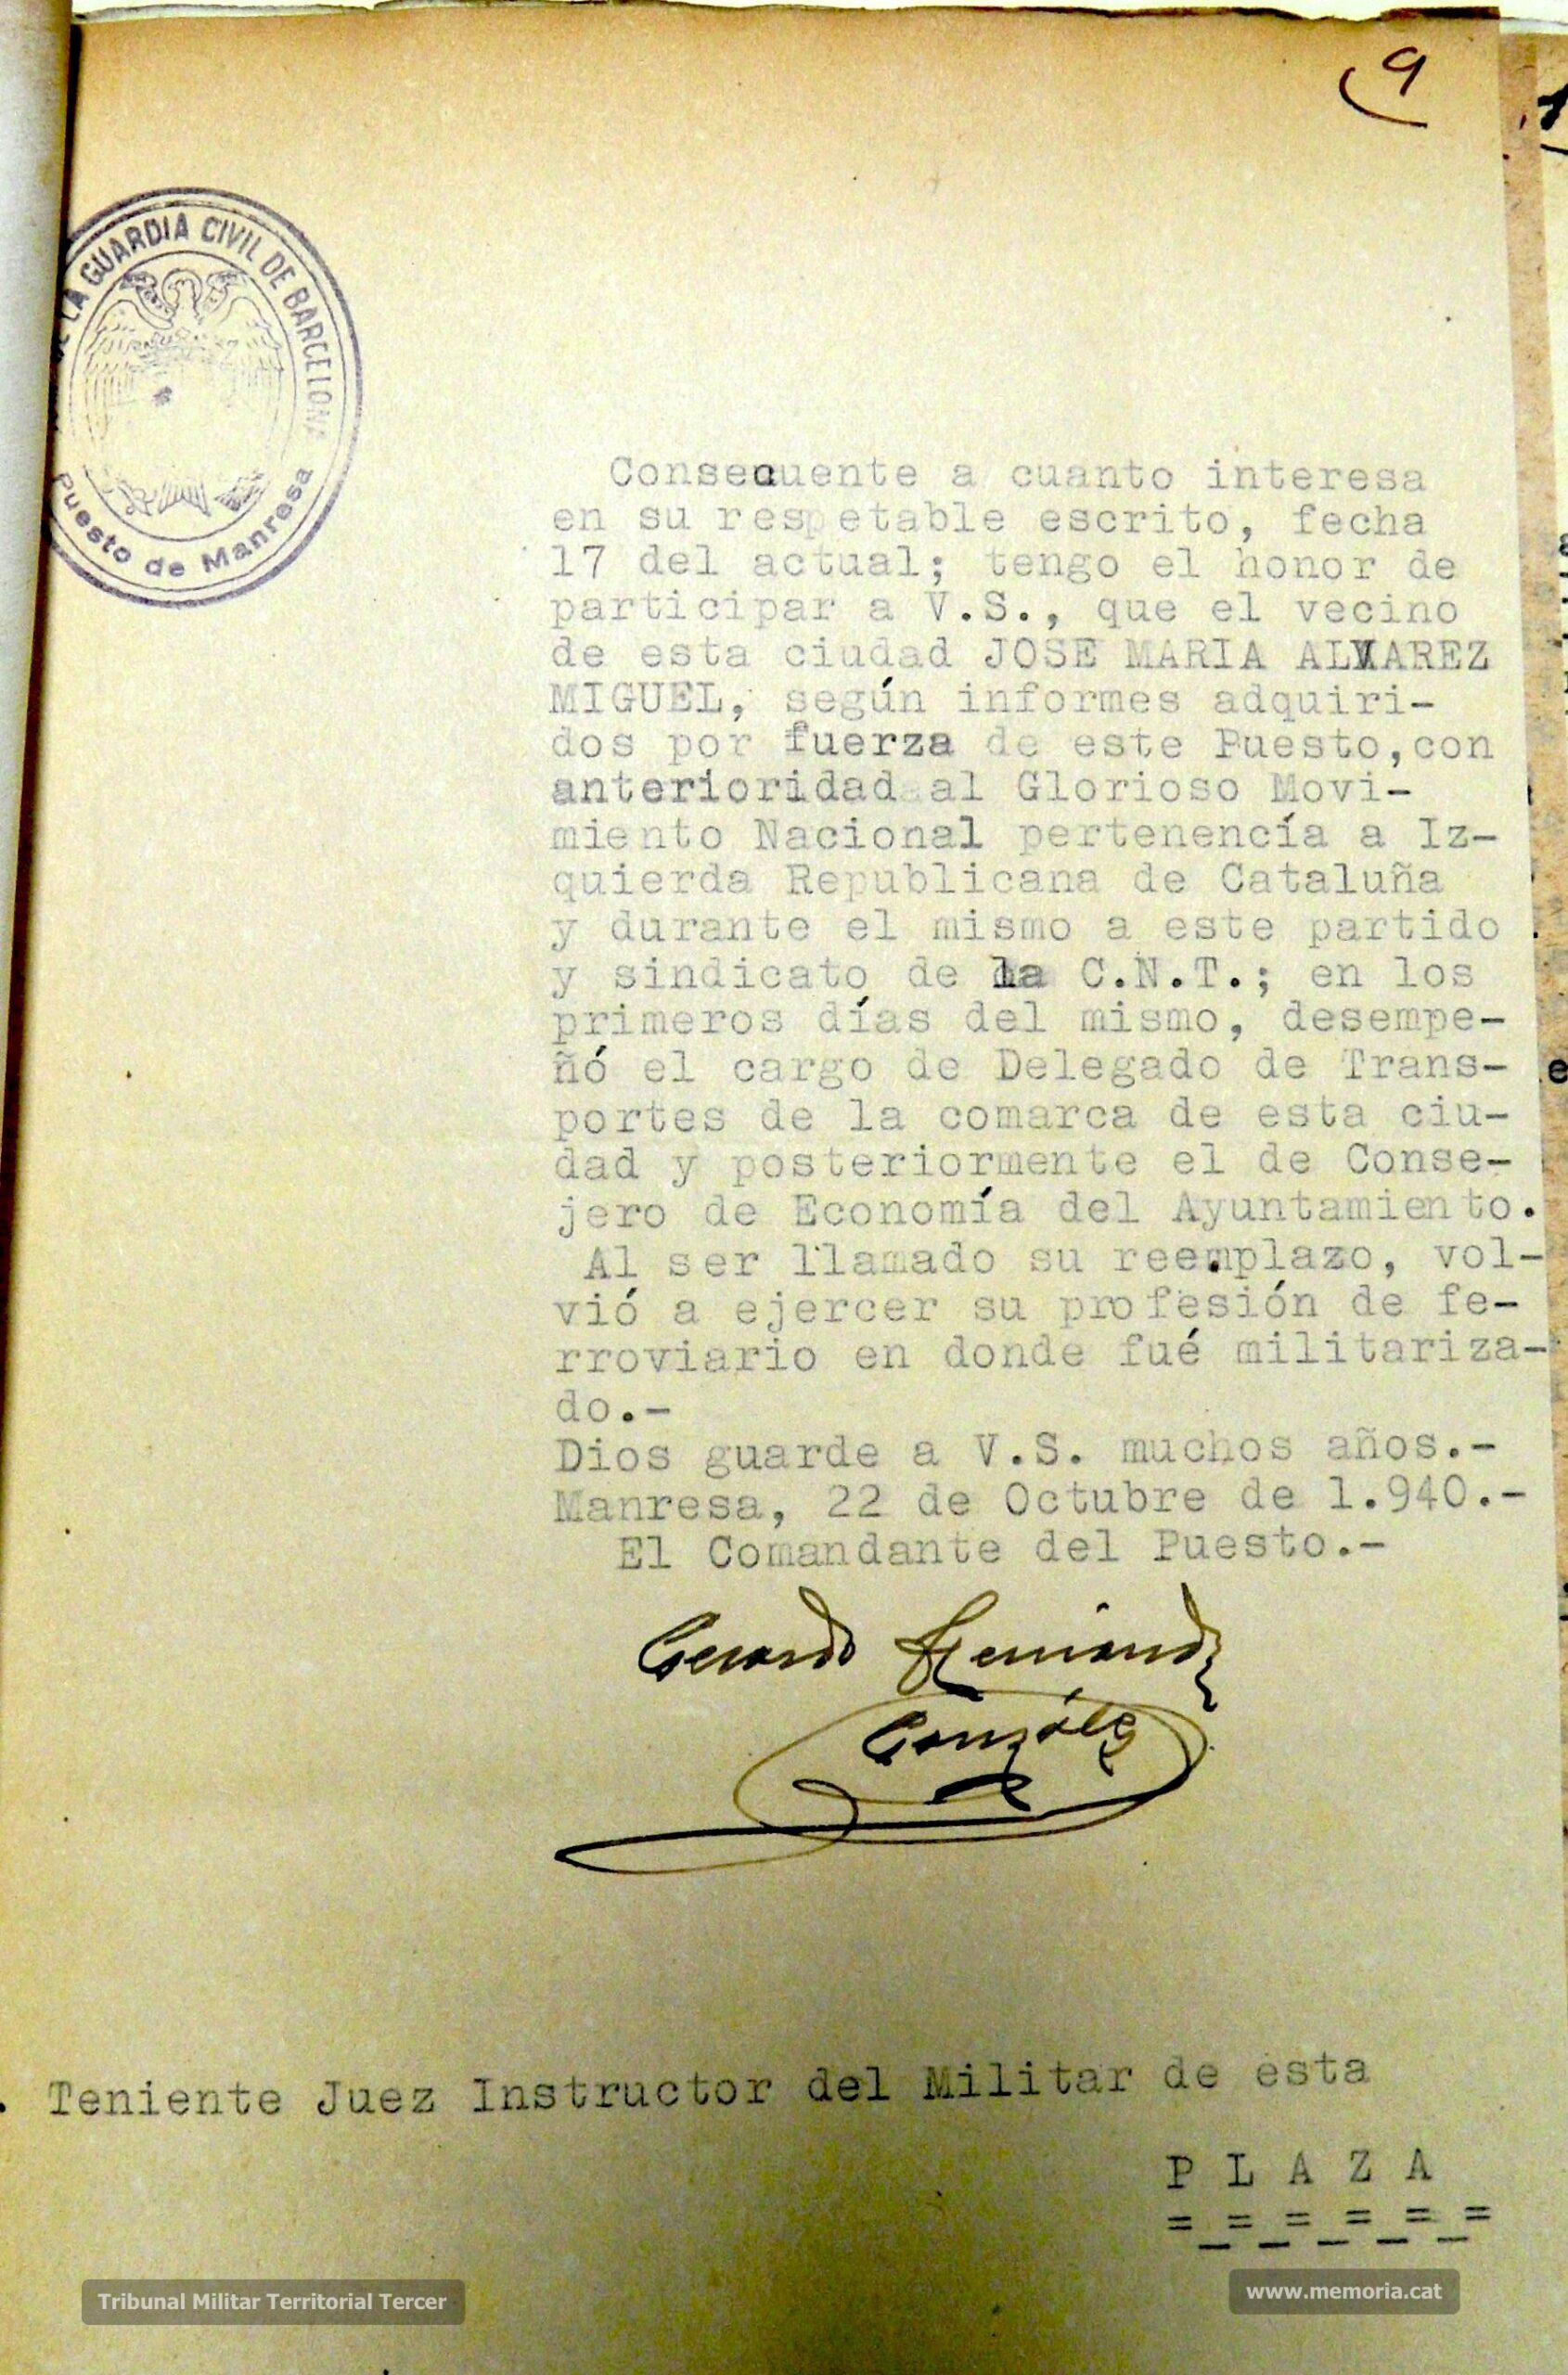 9
DE LA GUARDIA CIVIL DE BARCELONA
Puesto de Manresa
Consecuente a cuanto interesa
en su respetable escrito, fecha
17 del actual; tengo el honor de
participar a V.S., que el vecino
de esta ciudad JOSE MARIA ALVAREZ
MIGUEL, según informes adquiri-
dos por fuerza de este Puesto,con
anterioridad al Glorioso Movi-
miento Nacional pertenencía a Iz-
quierda Republicana de Cataluña
y durante el mismo a este partido
y sindicato de la C.N.T.; en los
primeros días del mismo, desempe-
ñó el cargo de Delegado de Trans-
portes de la comarca de esta ciu-
dad y posteriormente el de Conse-
jero de Economía del Ayuntamiento.
Al ser llamado su reemplazo, vol-
vió a ejercer su profesión de fe-
rroviario en donde fué militariza-
do.-
Dios guarde a V.S. muchos años.-
Manresa, 22 de Octubre de 1.940.-
El Comandante del Puesto.-
Gerardo Hernández
González
. Teniente Juez Instructor del Militar de esta
P L A Z A
=_=_=_=_=_=
Tribunal Militar Territorial Tercer
www.memoria.cat